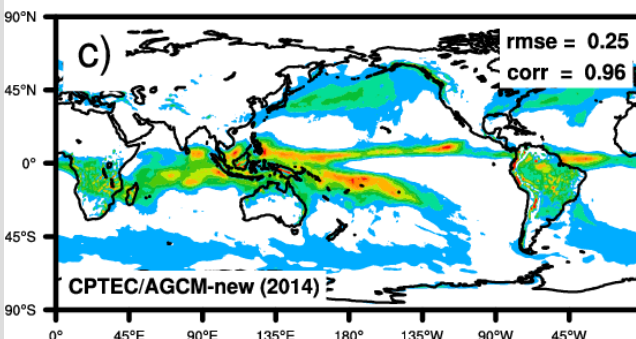 90°N
c)
rmse = 0.25
corr = 0.96
45°N
0°
45°S
CPTEC/AGCM-new (2014)
90°S
0° 45°E 90°E 135°E 180° 135°W 90°W 45°W